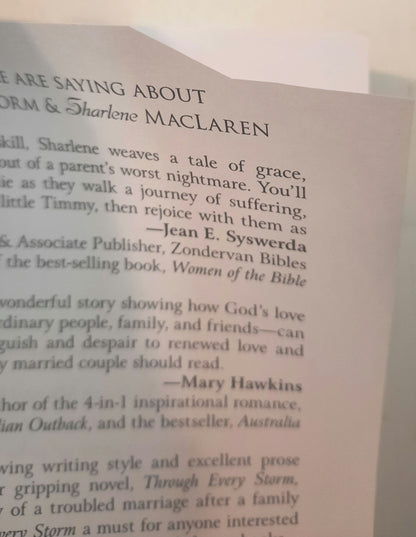 E ARE SAYING ABOUT
ORM & Sharlene MACLAREN
kill, Sharlene weaves a tale of grace,
out of a parent's worst nightmare. You'll
ie as they walk a journey of suffering,
little Timmy, then rejoice with them as
—Jean E. Syswerda
& Associate Publisher, Zondervan Bibles
f the best-selling book, Women of the Bible
wonderful story showing how God's love
rdinary people, family, and friends—can
guish and despair to renewed love and
y married couple should read.
—Mary Hawkins
hor of the 4-in-1 inspirational romance,
lian Outback, and the bestseller, Australia
wing writing style and excellent prose
r gripping novel, Through Every Storm,
y of a troubled marriage after a family
very Storm a must for anyone interested